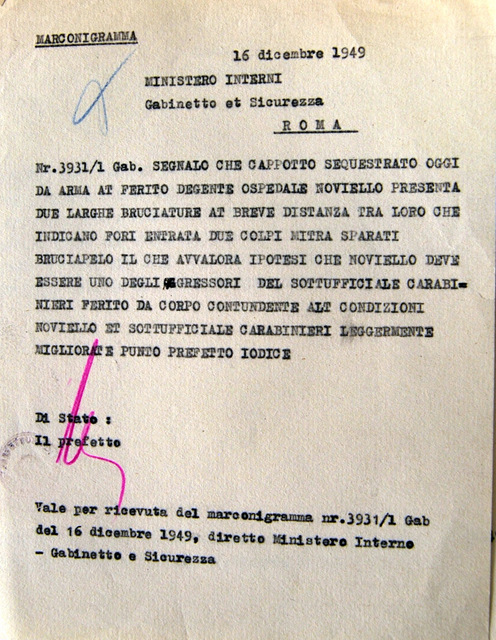 MARCONIGRAMMA
16 dicembre 1949
MINISTERO INTERNI
Gabinetto et Sicurezza
ROMA
Nr.3931/1 Gab. SEGNALO CHE CAPPOTTO SEQUESTRATO OGGI
DA ARMA AT FERITO DEGENTE OSPEDALE NOVIELLO PRESENTA
DUE LARGHE BRUCIATURE AT BREVE DISTANZA TRA LORO CHE
INDICANO FORI ENTRATA DUE COLPI MITRA SPARATI
BRUCIAPELO IL CHE AVVALORA IPOTESI CHE NOVIELLO DEVE
ESSERE UNO DEGLI AGRESSORI DEL SOTTUFFICIALE CARABI=
NIERI FERITO DA CORPO CONTUNDENTE ALT CONDIZIONI
NOVIELLO ET SOTTUFFICIALE CARABINIERI LEGGERMENTE
MIGLIORATE PUNTO PREFETTO IODICE
Di Stato :
Il prefetto
Vale per ricevuta del marconigramma nr.3931/1 Gab
del 16 dicembre 1949, diretto Ministero Interno
- Gabinetto e Sicurezza